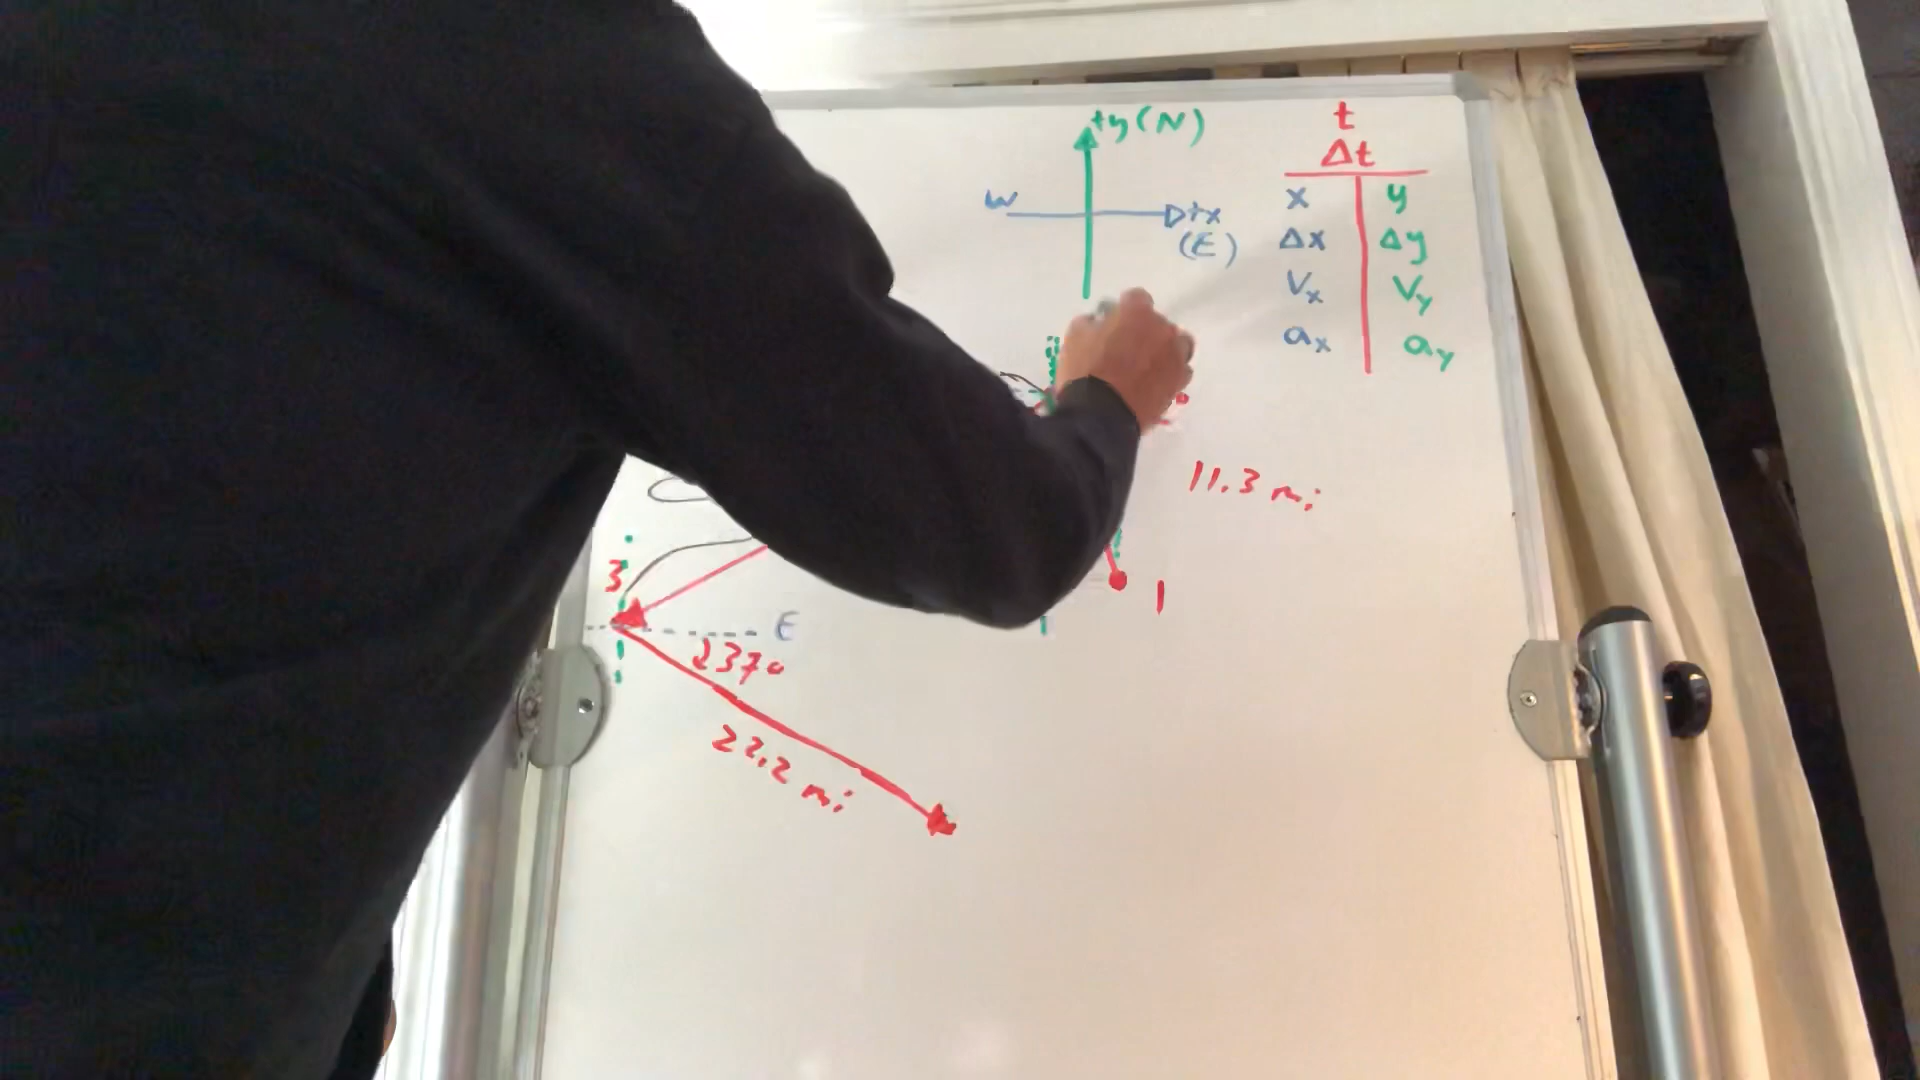 +y (N)
W
+x
(E)
t
Δt
x y
Δx Δy
Vx Vy
ax ay
11.3 mi
3
1
E
237°
22.2 mi